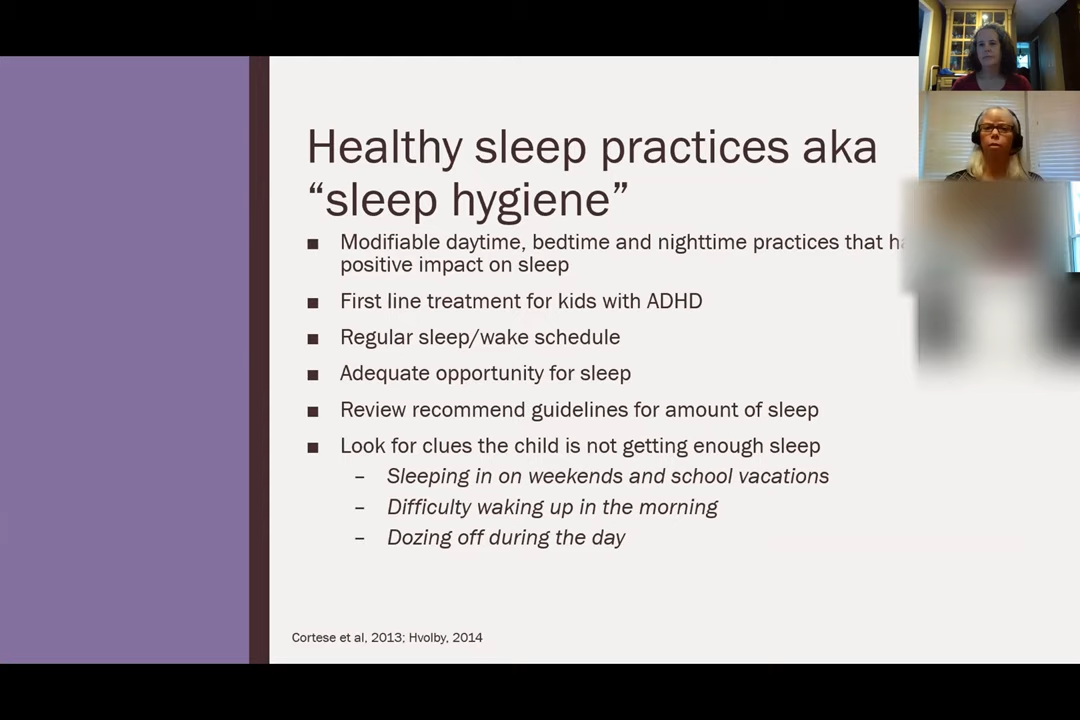 Healthy sleep practices aka
“sleep hygiene”
■ Modifiable daytime, bedtime and nighttime practices that
positive impact on sleep
■ First line treatment for kids with ADHD
■ Regular sleep/wake schedule
■ Adequate opportunity for sleep
■ Review recommend guidelines for amount of sleep
■ Look for clues the child is not getting enough sleep
– Sleeping in on weekends and school vacations
– Difficulty waking up in the morning
– Dozing off during the day
Cortese et al, 2013; Hvolby, 2014